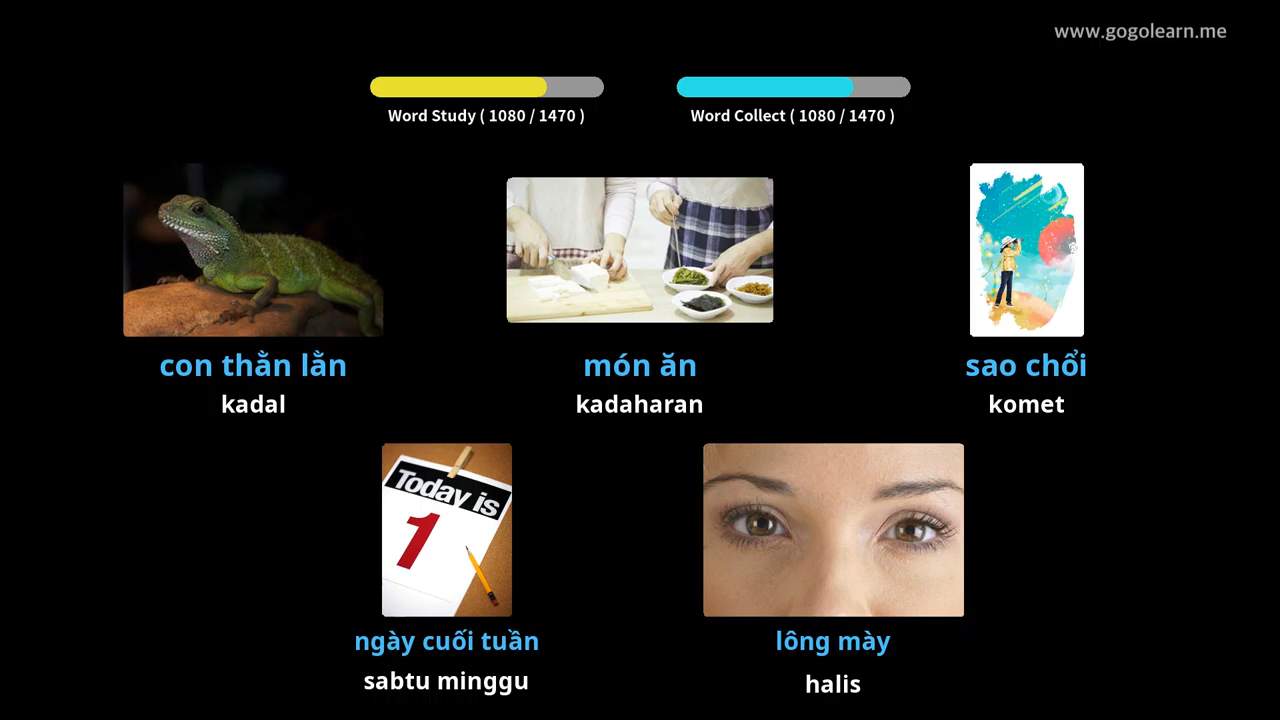 www.gogolearn.me
Word Study ( 1080 / 1470 )
Word Collect ( 1080 / 1470 )
con thằn lằn
kadal
món ăn
kadaharan
sao chổi
komet
Today is
1
ngày cuối tuần
sabtu minggu
lông mày
halis